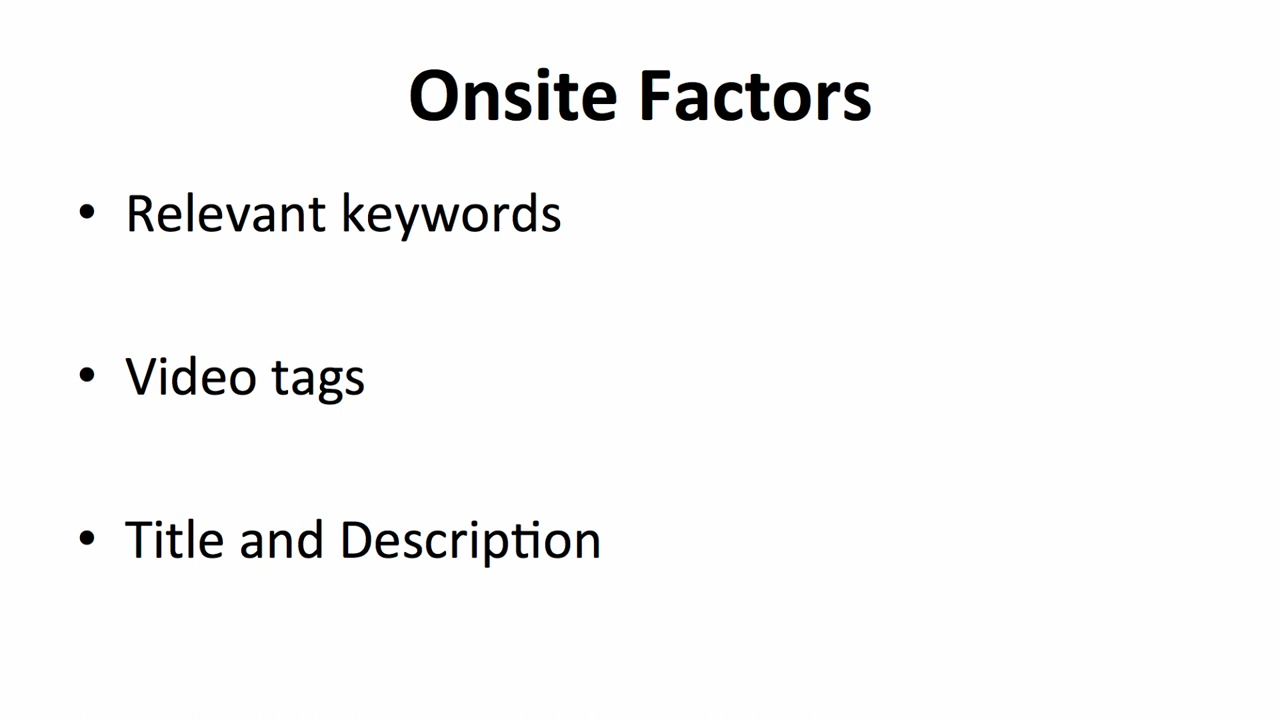 Onsite Factors
• Relevant keywords
• Video tags
• Title and Description